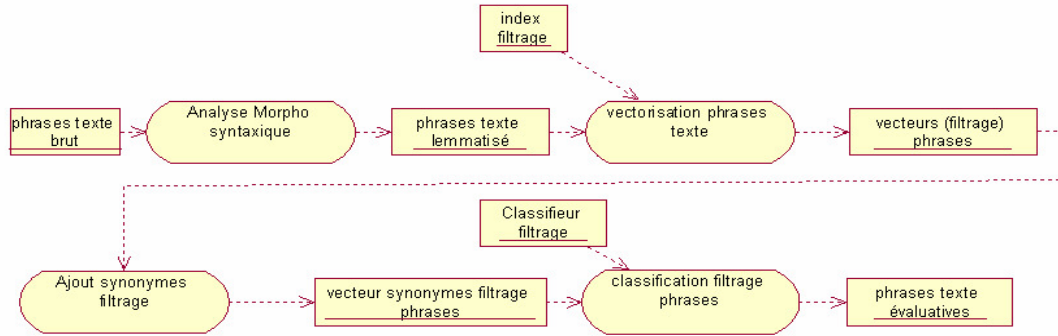 index
filtrage
phrases texte
brut
Analyse Morpho
syntaxique
phrases texte
lemmatisé
vectorisation phrases
texte
vecteurs (filtrage)
phrases
Ajout synonymes
filtrage
vecteur synonymes filtrage
phrases
Classifieur
filtrage
classification filtrage
phrases
phrases texte
évaluatives